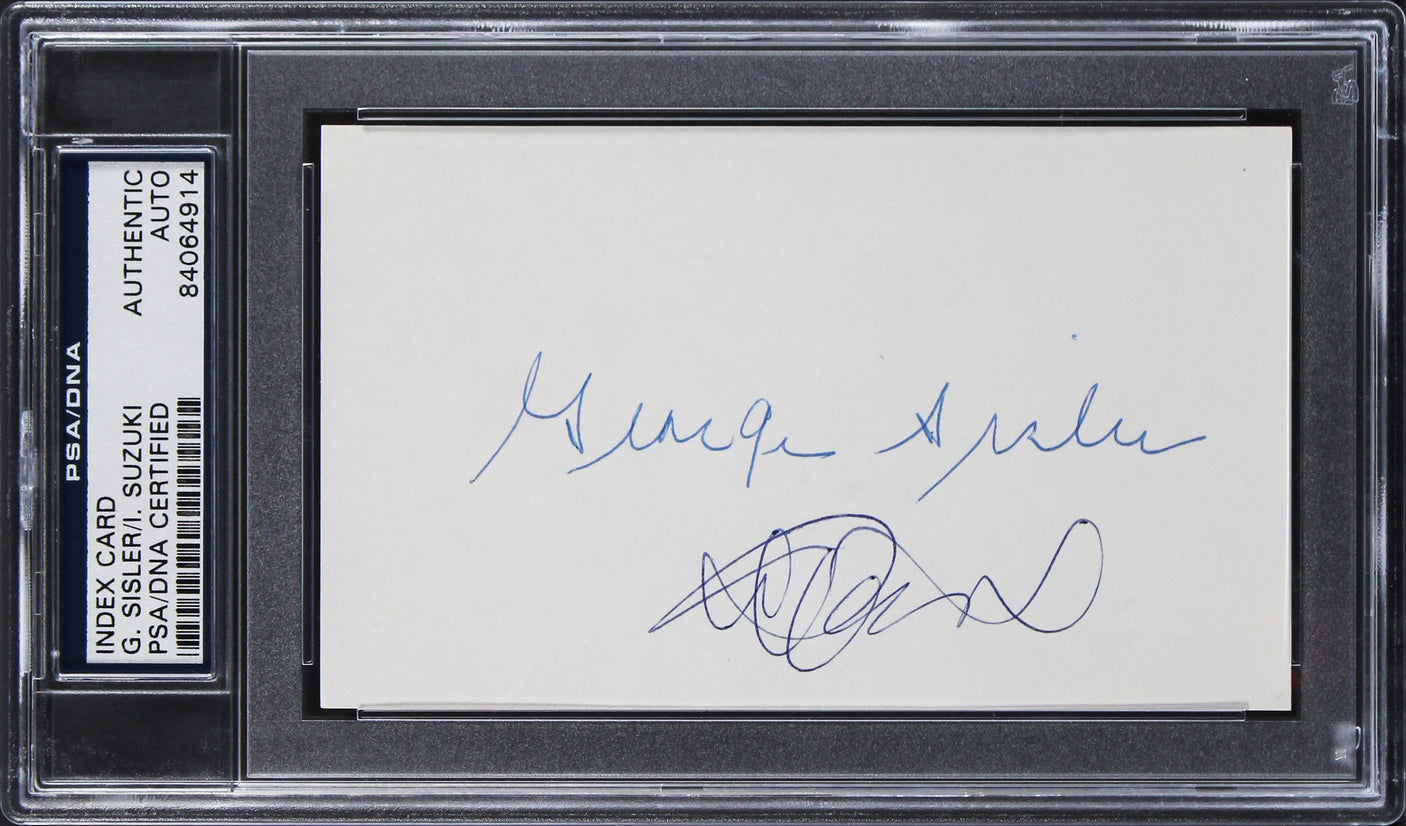 PSA/DNA
INDEX CARD
G. SISLER/I. SUZUKI AUTHENTIC
PSA/DNA CERTIFIED AUTO
84064914
George Sisler